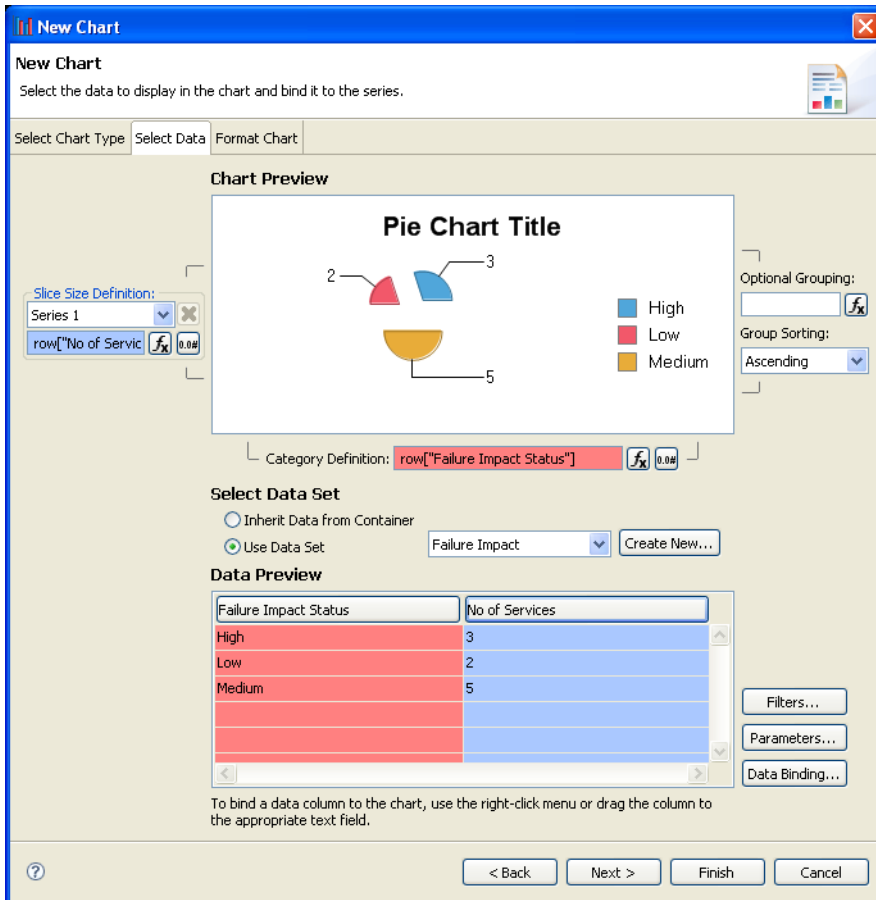 New Chart
New Chart
Select the data to display in the chart and bind it to the series.
Select Chart Type Select Data Format Chart
Chart Preview
Pie Chart Title
2
3
5
High
Low
Medium
Slice Size Definition:
Series 1
row["No of Servic fx 0.0#
Optional Grouping:
fx
Group Sorting:
Ascending
Category Definition: row["Failure Impact Status"] fx 0.0#
Select Data Set
Inherit Data from Container
Use Data Set Failure Impact Create New...
Data Preview
Failure Impact Status No of Services
High 3
Low 2
Medium 5
Filters...
Parameters...
Data Binding...
To bind a data column to the chart, use the right-click menu or drag the column to
the appropriate text field.
? < Back Next > Finish Cancel